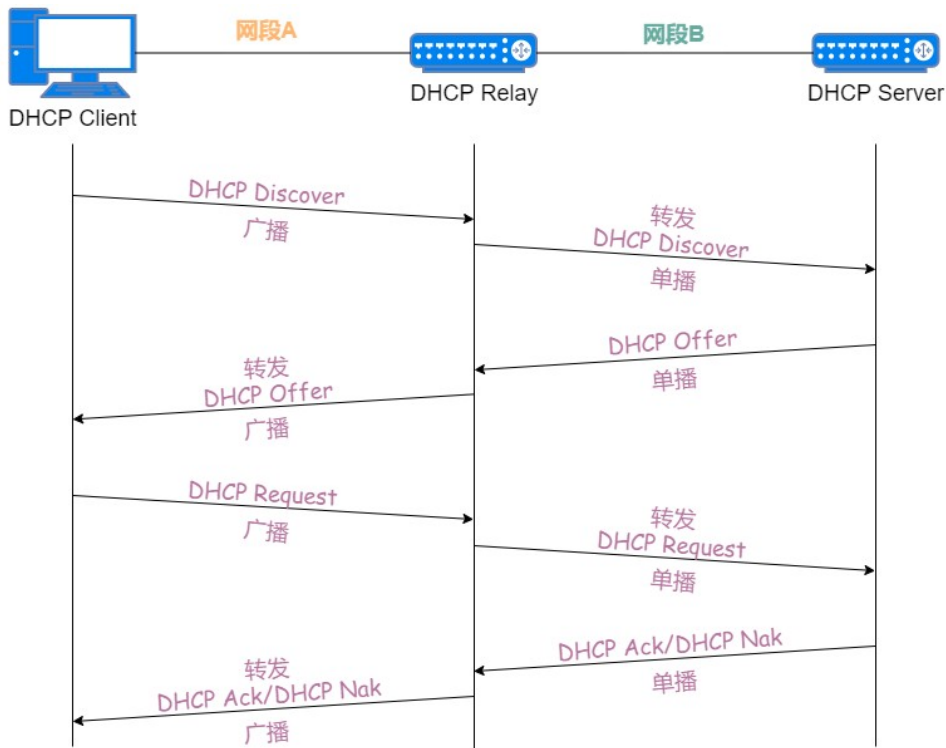 网段A
网段B
DHCP Client
DHCP Relay
DHCP Server
DHCP Discover
广播
转发
DHCP Discover
单播
DHCP Offer
单播
转发
DHCP Offer
广播
DHCP Request
广播
转发
DHCP Request
单播
DHCP Ack/DHCP Nak
单播
转发
DHCP Ack/DHCP Nak
广播